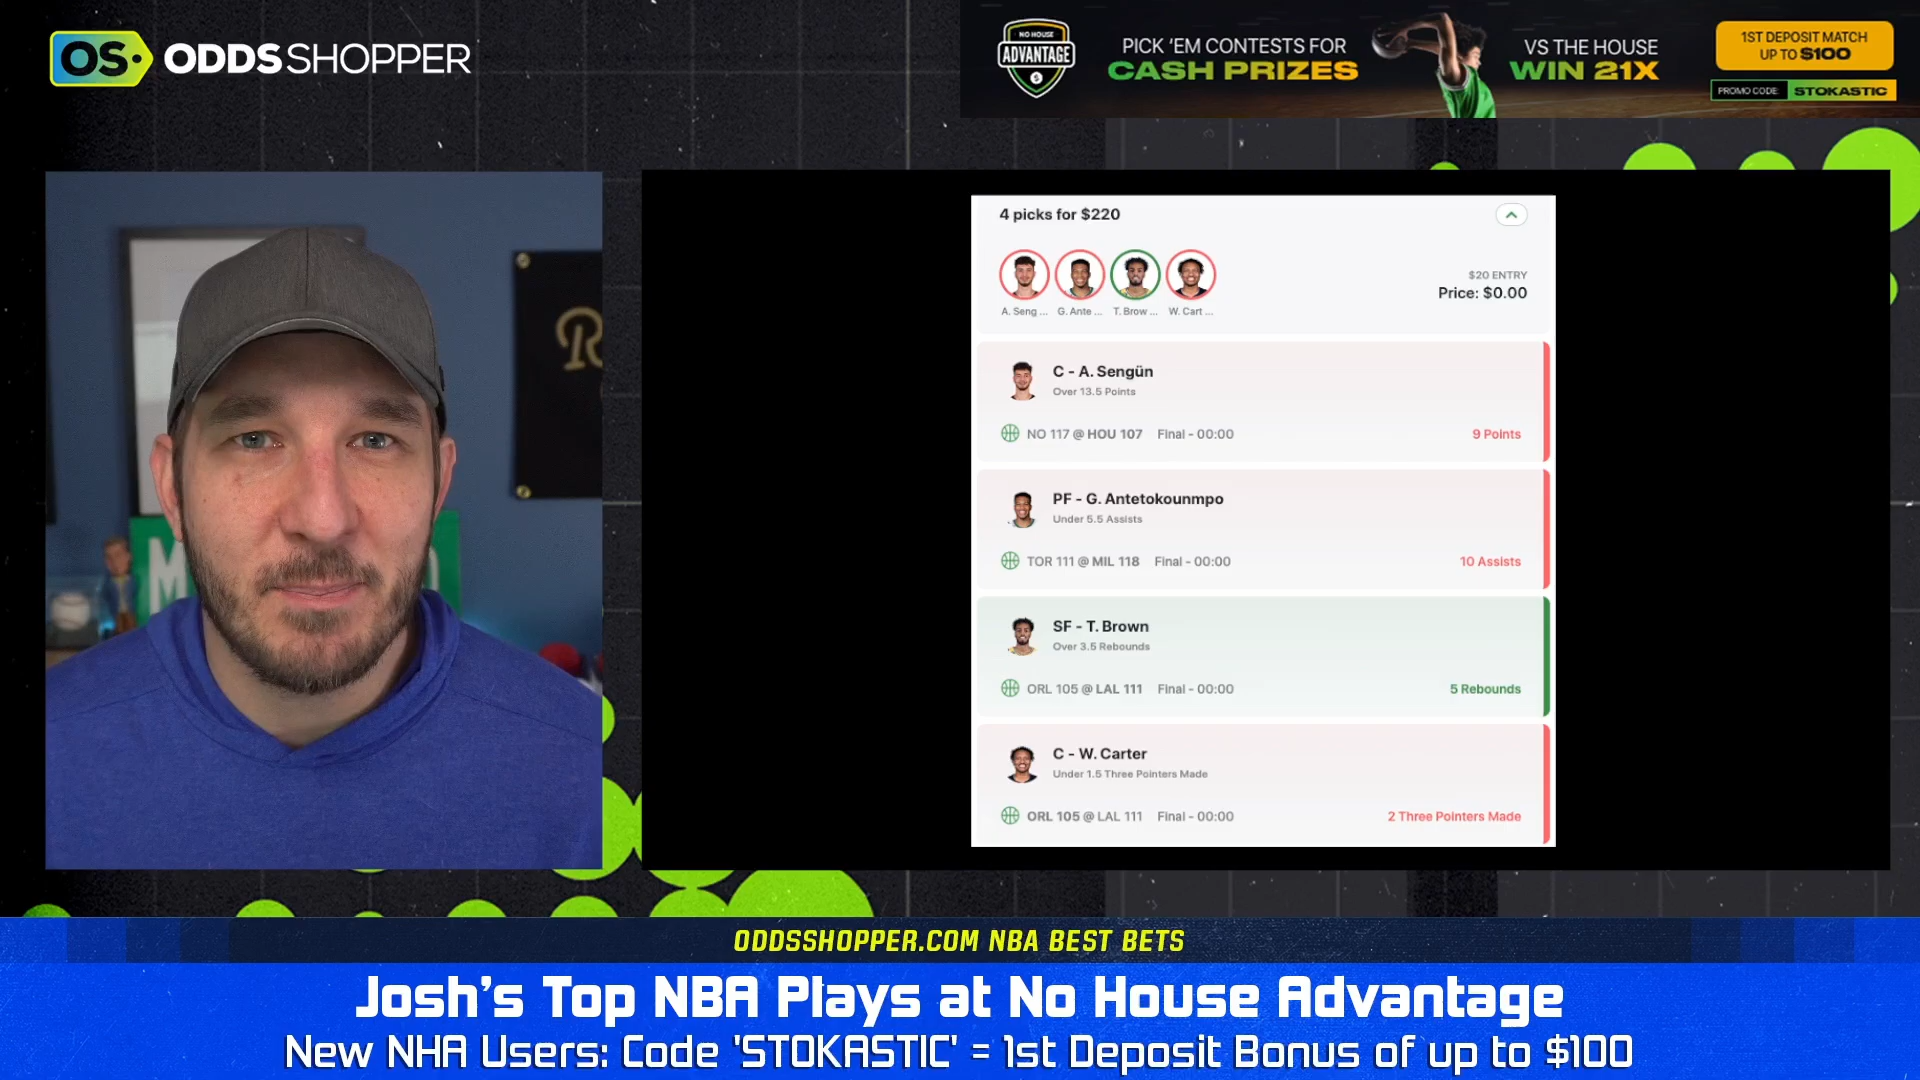 OS. ODDSSHOPPER
NO HOUSE
ADVANTAGE
PICK 'EM CONTESTS FOR
CASH PRIZES
VS THE HOUSE
WIN 21X
1ST DEPOSIT MATCH
UP TO $100
PROMO CODE: STOKASTIC
4 picks for $220
$20 ENTRY
Price: $0.00
A. Seng ... G. Ante ... T. Brow ... W. Cart ...
C - A. Sengün
Over 13.5 Points
NO 117 @ HOU 107 Final - 00:00 9 Points
PF - G. Antetokounmpo
Under 5.5 Assists
TOR 111 @ MIL 118 Final - 00:00 10 Assists
SF - T. Brown
Over 3.5 Rebounds
ORL 105 @ LAL 111 Final - 00:00 5 Rebounds
C - W. Carter
Under 1.5 Three Pointers Made
ORL 105 @ LAL 111 Final - 00:00 2 Three Pointers Made
ODDSSHOPPER.COM NBA BEST BETS
Josh's Top NBA Plays at No House Advantage
New NHA Users: Code 'STOKASTIC' = 1st Deposit Bonus of up to $100